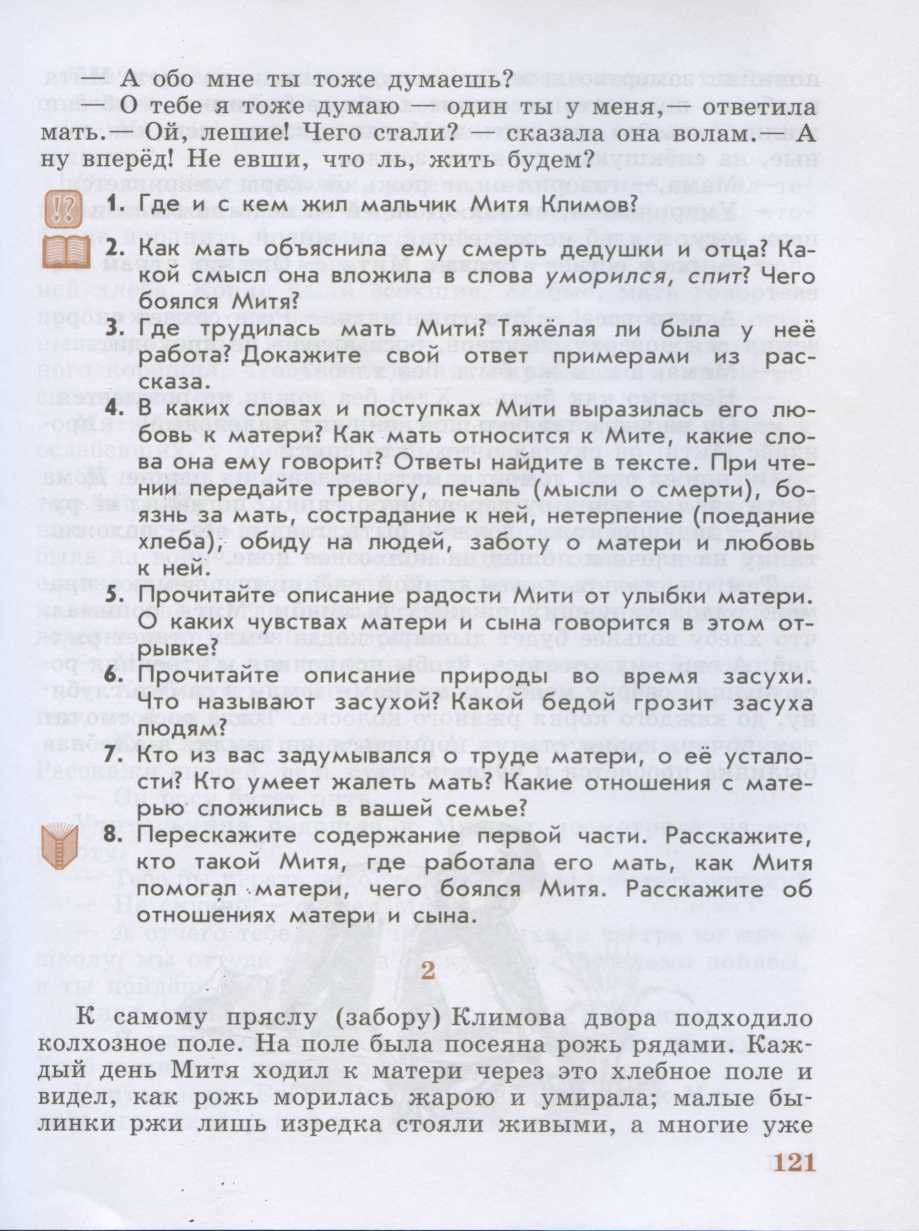 — А обо мне ты тоже думаешь?
— О тебе я тоже думаю — один ты у меня,— ответила
мать.— Ой, лешие! Чего стали? — сказала она волам.— А
ну вперёд! Не евши, что ль, жить будем?
1. Где и с кем жил мальчик Митя Климов?
2. Как мать объяснила сыну смерть дедушки и отца? Ка-
кой смысл она вложила в слова уморился, спит? Чего
боялся Митя?
3. Где трудилась мать Мити? Тяжёлая ли была у неё
работа? Докажите свой ответ примерами из рас-
сказа.
4. В каких словах и поступках Мити выразилась его лю-
бовь к матери? Как мать относится к Мите, какие сло-
ва она ему говорит? Ответы найдите в тексте. При чте-
нии передайте тревогу, печаль (мысли о смерти), бо-
язнь за мать, сострадание к ней, нетерпение (поедание
хлеба), обиду на людей, заботу о матери и любовь
к ней.
5. Прочитайте описание радости Мити от улыбки матери.
О каких чувствах матери и сына говорится в этом от-
рывке?
6. Прочитайте описание природы во время засухи.
Что называют засухой? Какой бедой грозит засуха
людям?
7. Кто из вас задумывался о труде матери, о её устало-
сти? Кто умеет жалеть мать? Какие отношения с мате-
рью сложились в вашей семье?
8. Перескажите содержание первой части. Расскажите,
кто такой Митя, где работала его мать, как Митя
помогал матери, чего боялся Митя. Расскажите об
отношениях матери и сына.
2
К самому пряслу (забору) Климова двора подходило
колхозное поле. На поле была посеяна рожь рядами. Каж-
дый день Митя ходил к матери через это хлебное поле и
видел, как рожь морилась жарою и умирала; малые бы-
линки ржи лишь изредка стояли живыми, а многие уже
121